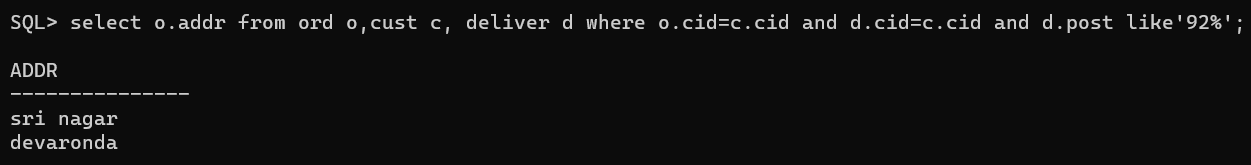 SQL> select o.addr from ord o,cust c, deliver d where o.cid=c.cid and d.cid=c.cid and d.post like'92%';
ADDR
---------------
sri nagar
devaronda